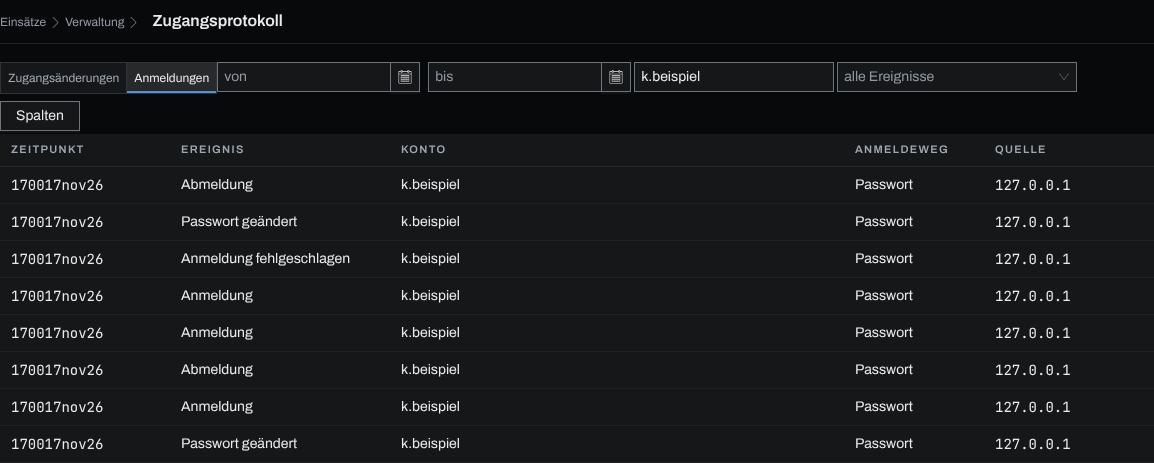 Einsätze > Verwaltung > Zugangsprotokoll
Zugangsänderungen Anmeldungen von bis k.beispiel alle Ereignisse
Spalten
ZEITPUNKT EREIGNIS KONTO ANMELDEWEG QUELLE
170017nov26 Abmeldung k.beispiel Passwort 127.0.0.1
170017nov26 Passwort geändert k.beispiel Passwort 127.0.0.1
170017nov26 Anmeldung fehlgeschlagen k.beispiel Passwort 127.0.0.1
170017nov26 Anmeldung k.beispiel Passwort 127.0.0.1
170017nov26 Anmeldung k.beispiel Passwort 127.0.0.1
170017nov26 Abmeldung k.beispiel Passwort 127.0.0.1
170017nov26 Anmeldung k.beispiel Passwort 127.0.0.1
170017nov26 Passwort geändert k.beispiel Passwort 127.0.0.1